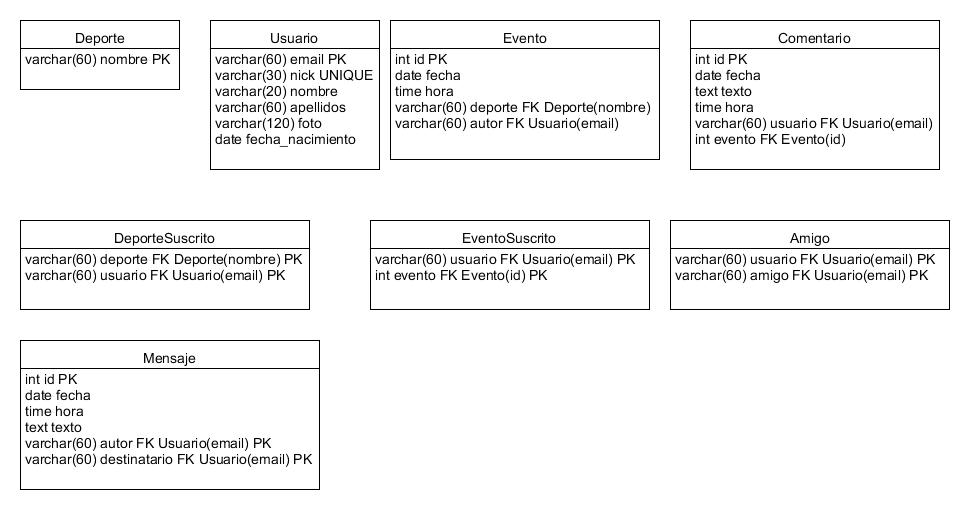 Deporte
varchar(60) nombre PK
Usuario
varchar(60) email PK
varchar(30) nick UNIQUE
varchar(20) nombre
varchar(60) apellidos
varchar(120) foto
date fecha_nacimiento
Evento
int id PK
date fecha
time hora
varchar(60) deporte FK Deporte(nombre)
varchar(60) autor FK Usuario(email)
Comentario
int id PK
date fecha
text texto
time hora
varchar(60) usuario FK Usuario(email)
int evento FK Evento(id)
DeporteSuscrito
varchar(60) deporte FK Deporte(nombre) PK
varchar(60) usuario FK Usuario(email) PK
EventoSuscrito
varchar(60) usuario FK Usuario(email) PK
int evento FK Evento(id) PK
Amigo
varchar(60) usuario FK Usuario(email) PK
varchar(60) amigo FK Usuario(email) PK
Mensaje
int id PK
date fecha
time hora
text texto
varchar(60) autor FK Usuario(email) PK
varchar(60) destinatario FK Usuario(email) PK